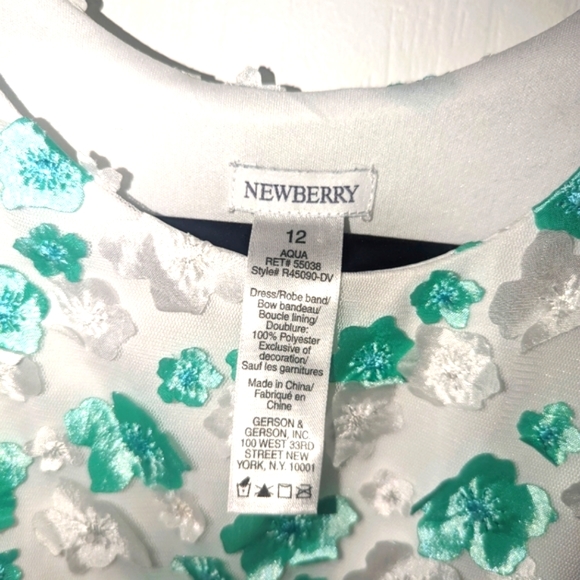 NEWBERRY
12
AQUA
RET# 55038
Style# R45090-DV
Dress/Robe band/
Bow bandeau/
Boucle lining/
Doublure:
100% Polyester
Exclusive of
decoration/
Sauf les garnitures
Made in China/
Fabriqué en
Chine
GERSON &
GERSON, INC.
100 WEST 33RD
STREET NEW
YORK, N.Y. 10001